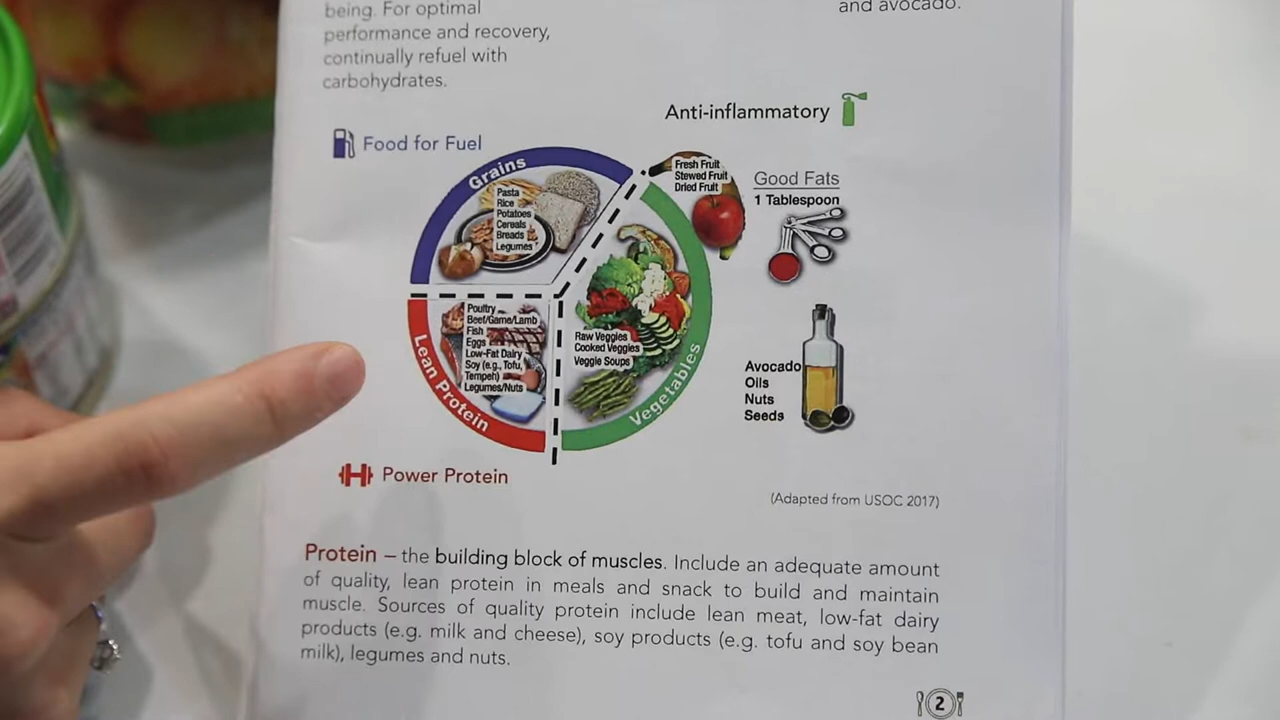 being. For optimal
performance and recovery,
continually refuel with
carbohydrates.
and avocado.
Anti-inflammatory
Food for Fuel
Grains
Pasta
Rice
Potatoes
Cereals
Breads
Legumes
Fresh Fruit
Stewed Fruit
Dried Fruit
Good Fats
1 Tablespoon
Poultry
Beef/Game/Lamb
Fish
Eggs
Low-Fat Dairy
Soy (e.g., Tofu,
Tempeh)
Legumes/Nuts
Lean Protein
Raw Veggies
Cooked Veggies
Veggie Soups
Vegetables
Avocado
Oils
Nuts
Seeds
Power Protein
(Adapted from USOC 2017)
Protein – the building block of muscles. Include an adequate amount
of quality, lean protein in meals and snack to build and maintain
muscle. Sources of quality protein include lean meat, low-fat dairy
products (e.g. milk and cheese), soy products (e.g. tofu and soy bean
milk), legumes and nuts.
2